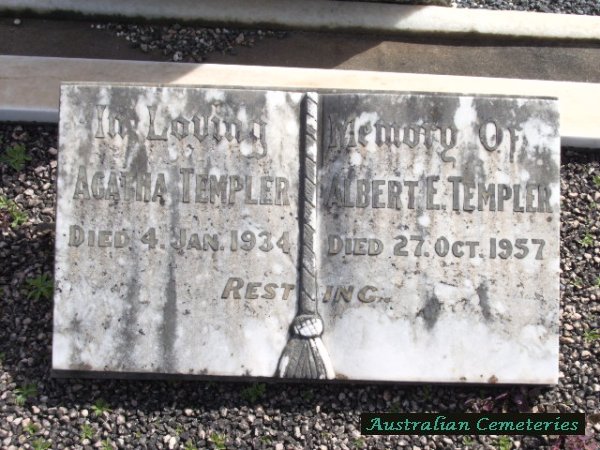 In Loving Memory Of
AGATHA TEMPLER
DIED 4. JAN. 1934
ALBERT. E. TEMPLER
DIED 27. OCT. 1957
RESTING.
Australian Cemeteries